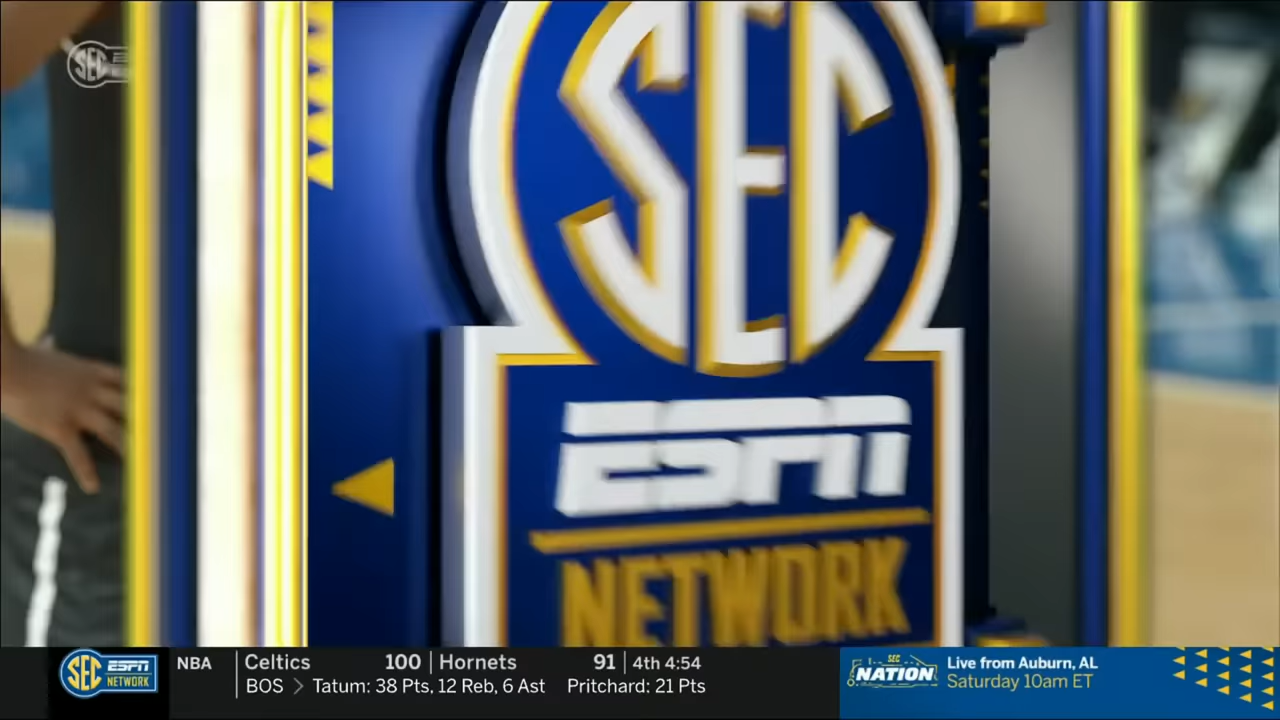 SEC
SEC
ESPN
NETWORK
SEC ESPN NETWORK
NBA
Celtics 100 Hornets 91 4th 4:54
BOS > Tatum: 38 Pts, 12 Reb, 6 Ast Pritchard: 21 Pts
SEC NATION
Live from Auburn, AL
Saturday 10am ET